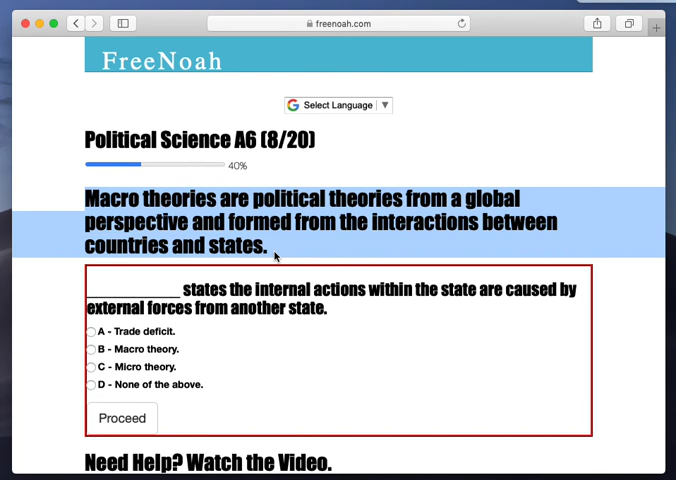 freenoah.com
FreeNoah
Select Language ▼
Political Science A6 (8/20)
40%
Macro theories are political theories from a global
perspective and formed from the interactions between
countries and states.
___________ states the internal actions within the state are caused by
external forces from another state.
A - Trade deficit.
B - Macro theory.
C - Micro theory.
D - None of the above.
Proceed
Need Help? Watch the Video.